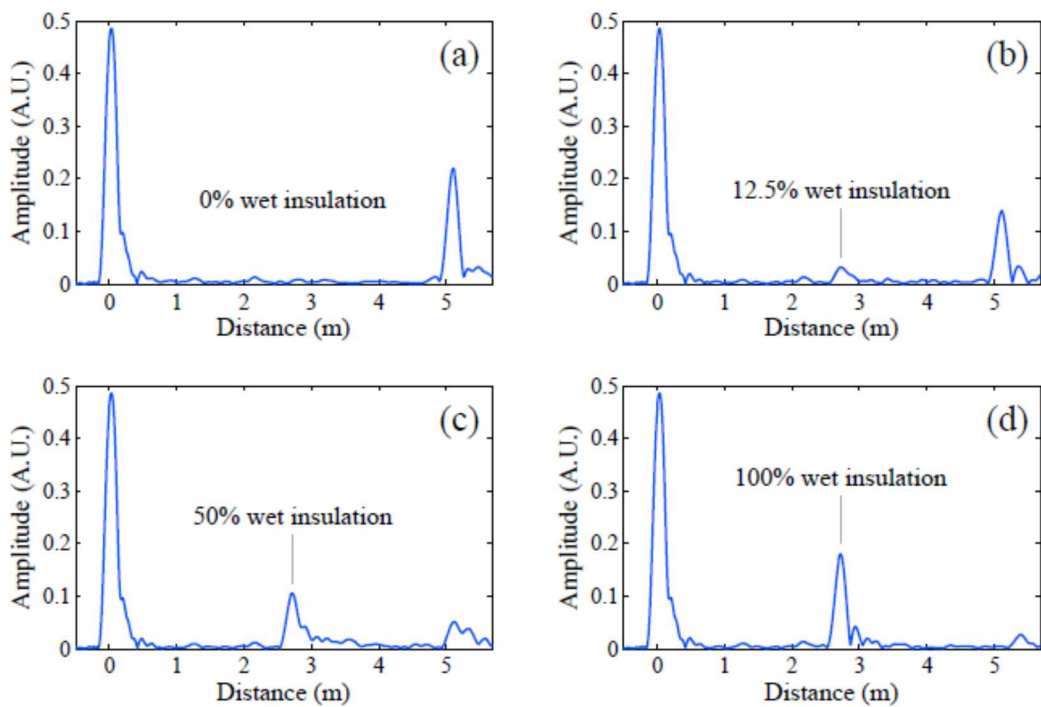 0.5
0.4
0.3
0.2
0.1
0
Amplitude (A.U.)
(a)
0% wet insulation
0 1 2 3 4 5
Distance (m)
0.5
0.4
0.3
0.2
0.1
0
Amplitude (A.U.)
(b)
12.5% wet insulation
0 1 2 3 4 5
Distance (m)
0.5
0.4
0.3
0.2
0.1
0
Amplitude (A.U.)
(c)
50% wet insulation
0 1 2 3 4 5
Distance (m)
0.5
0.4
0.3
0.2
0.1
0
Amplitude (A.U.)
(d)
100% wet insulation
0 1 2 3 4 5
Distance (m)